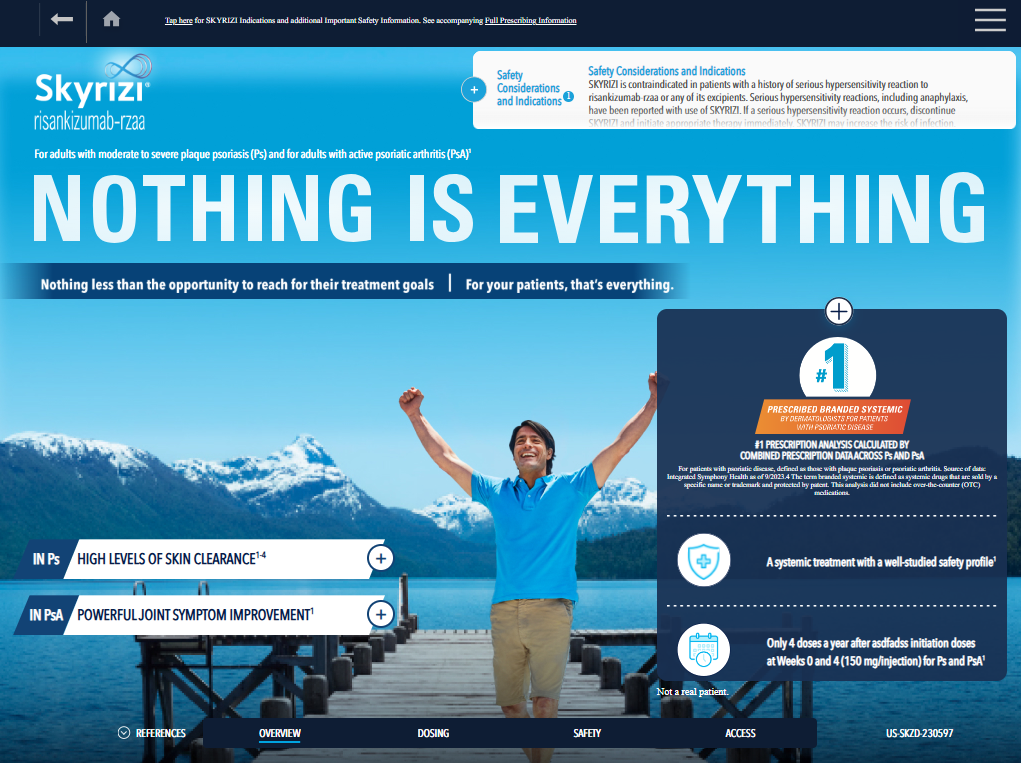 Tap here for SKYRIZI Indications and additional Important Safety Information. See accompanying Full Prescribing Information
Skyrizi®
risankizumab-rzaa
+
Safety
Considerations
and Indications 1
Safety Considerations and Indications
SKYRIZI is contraindicated in patients with a history of serious hypersensitivity reaction to
risankizumab-rzaa or any of its excipients. Serious hypersensitivity reactions, including anaphylaxis,
have been reported with use of SKYRIZI. If a serious hypersensitivity reaction occurs, discontinue
SKYRIZI and initiate appropriate therapy immediately. SKYRIZI may increase the risk of infection.
For adults with moderate to severe plaque psoriasis (Ps) and for adults with active psoriatic arthritis (PsA)¹
NOTHING IS EVERYTHING
Nothing less than the opportunity to reach for their treatment goals | For your patients, that's everything.
+
#1
PRESCRIBED BRANDED SYSTEMIC
BY DERMATOLOGISTS FOR PATIENTS
WITH PSORIATIC DISEASE
#1 PRESCRIPTION ANALYSIS CALCULATED BY
COMBINED PRESCRIPTION DATA ACROSS Ps AND PsA
For patients with psoriatic disease, defined as those with plaque psoriasis or psoriatic arthritis. Source of data:
Integrated Symphony Health as of 9/2023.4 The term branded systemic is defined as systemic drugs that are sold by a
specific name or trademark and protected by patent. This analysis did not include over-the-counter (OTC)
medications.
IN Ps HIGH LEVELS OF SKIN CLEARANCE¹⁻⁴ +
A systemic treatment with a well-studied safety profile¹
IN PsA POWERFUL JOINT SYMPTOM IMPROVEMENT¹ +
Only 4 doses a year after asdfadss initiation doses
at Weeks 0 and 4 (150 mg/injection) for Ps and PsA¹
Not a real patient.
REFERENCES OVERVIEW DOSING SAFETY ACCESS US-SKZD-230597